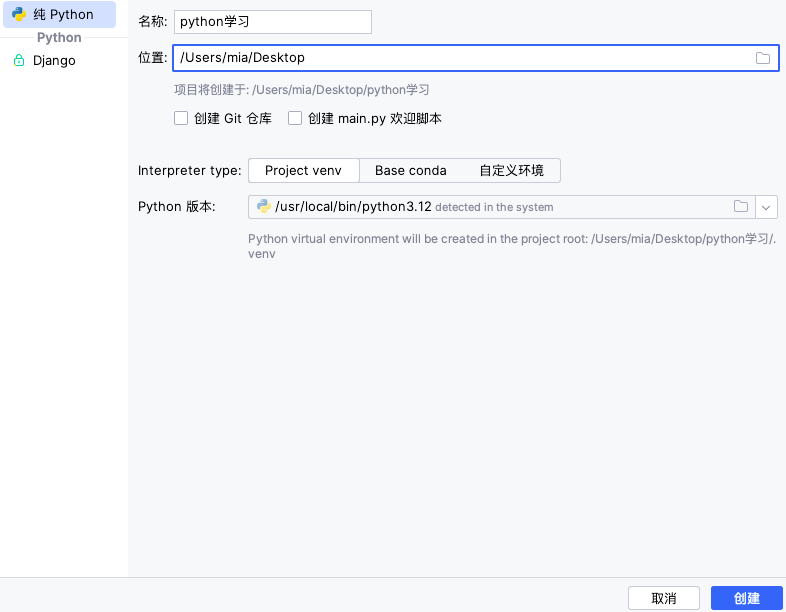 纯 Python
Python
Django
名称: python学习
位置: /Users/mia/Desktop
项目将创建于: /Users/mia/Desktop/python学习
创建 Git 仓库 创建 main.py 欢迎脚本
Interpreter type: Project venv Base conda 自定义环境
Python 版本: /usr/local/bin/python3.12 detected in the system
Python virtual environment will be created in the project root: /Users/mia/Desktop/python学习/.
venv
取消 创建